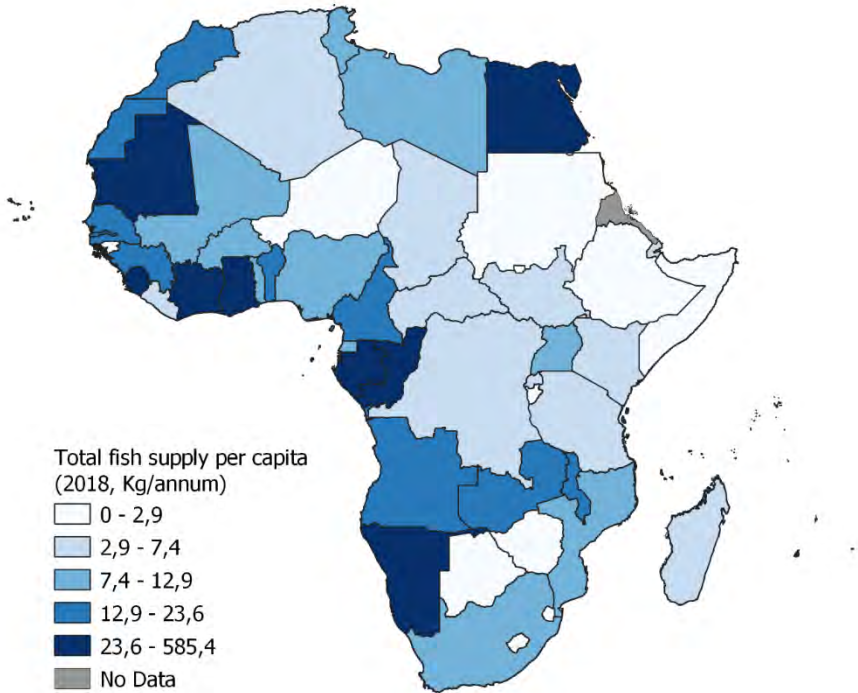 Total fish supply per capita
(2018, Kg/annum)
0 - 2,9
2,9 - 7,4
7,4 - 12,9
12,9 - 23,6
23,6 - 585,4
No Data